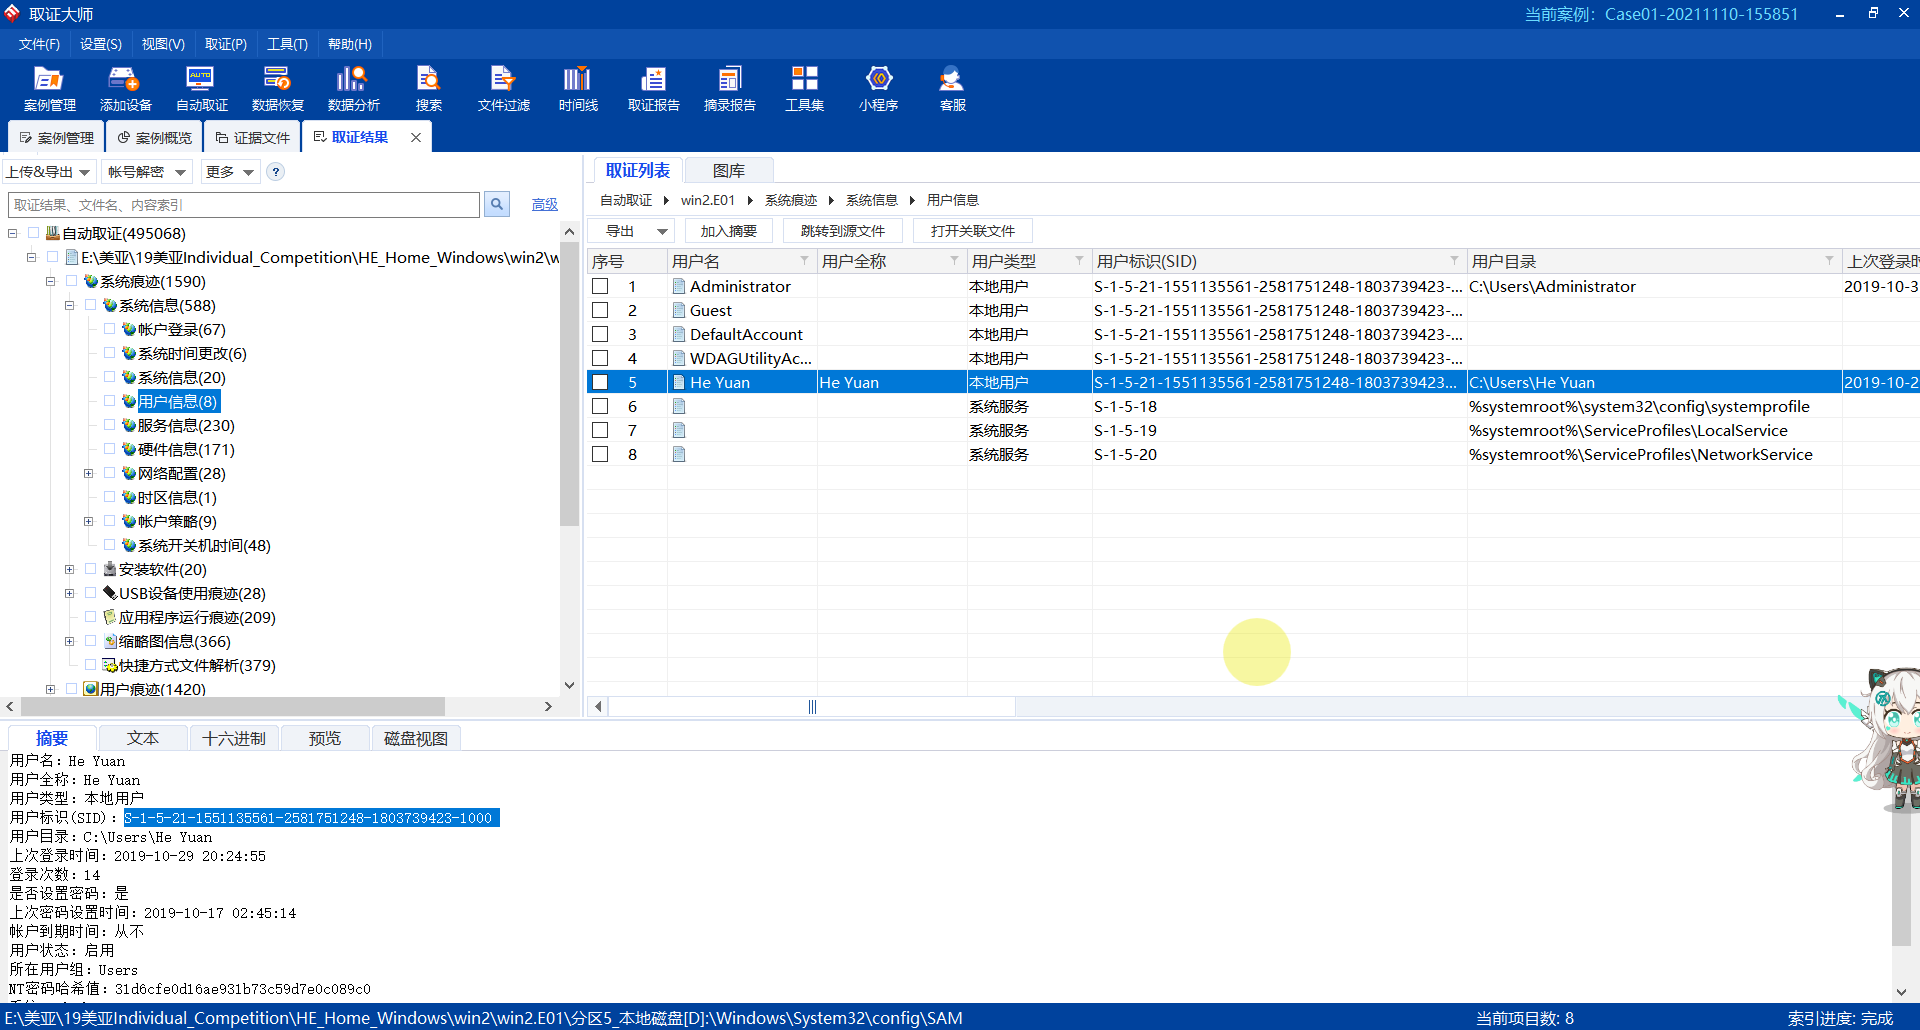 取证大师
当前案例： Case01-20211110-155851
文件(F) 设置(S) 视图(V) 取证(P) 工具(T) 帮助(H)
案例管理 添加设备 自动取证 数据恢复 数据分析 搜索 文件过滤 时间线 取证报告 摘录报告 工具集 小程序 客服
案例管理 案例概览 证据文件 取证结果
上传&导出 帐号解密 更多 ?
取证结果、文件名、内容索引 高级
自动取证(495068)
E:\美亚\19美亚Individual_Competition\HE_Home_Windows\win2\w
系统痕迹(1590)
系统信息(588)
帐户登录(67)
系统时间更改(6)
系统信息(20)
用户信息(8)
服务信息(230)
硬件信息(171)
网络配置(28)
时区信息(1)
帐户策略(9)
系统开关机时间(48)
安装软件(20)
USB设备使用痕迹(28)
应用程序运行痕迹(209)
缩略图信息(366)
快捷方式文件解析(379)
用户痕迹(1420)
取证列表 图库
自动取证 win2.E01 系统痕迹 系统信息 用户信息
导出 加入摘要 跳转到源文件 打开关联文件
序号 用户名 用户全称 用户类型 用户标识(SID) 用户目录 上次登录时
1 Administrator 本地用户 S-1-5-21-1551135561-2581751248-1803739423-... C:\Users\Administrator 2019-10-3
2 Guest 本地用户 S-1-5-21-1551135561-2581751248-1803739423-...
3 DefaultAccount 本地用户 S-1-5-21-1551135561-2581751248-1803739423-...
4 WDAGUtilityAc... 本地用户 S-1-5-21-1551135561-2581751248-1803739423-...
5 He Yuan He Yuan 本地用户 S-1-5-21-1551135561-2581751248-1803739423... C:\Users\He Yuan 2019-10-2
6 系统服务 S-1-5-18 %systemroot%\system32\config\systemprofile
7 系统服务 S-1-5-19 %systemroot%\ServiceProfiles\LocalService
8 系统服务 S-1-5-20 %systemroot%\ServiceProfiles\NetworkService
摘要 文本 十六进制 预览 磁盘视图
用户名：He Yuan
用户全称：He Yuan
用户类型：本地用户
用户标识(SID)：S-1-5-21-1551135561-2581751248-1803739423-1000
用户目录：C:\Users\He Yuan
上次登录时间：2019-10-29 20:24:55
登录次数：14
是否设置密码：是
上次密码设置时间：2019-10-17 02:45:14
帐户到期时间：从不
用户状态：启用
所在用户组：Users
NT密码哈希值：31d6cfe0d16ae931b73c59d7e0c089c0
E:\美亚\19美亚Individual_Competition\HE_Home_Windows\win2\win2.E01\分区5_本地磁盘[D]:\Windows\System32\config\SAM
当前项目数: 8 索引进度: 完成